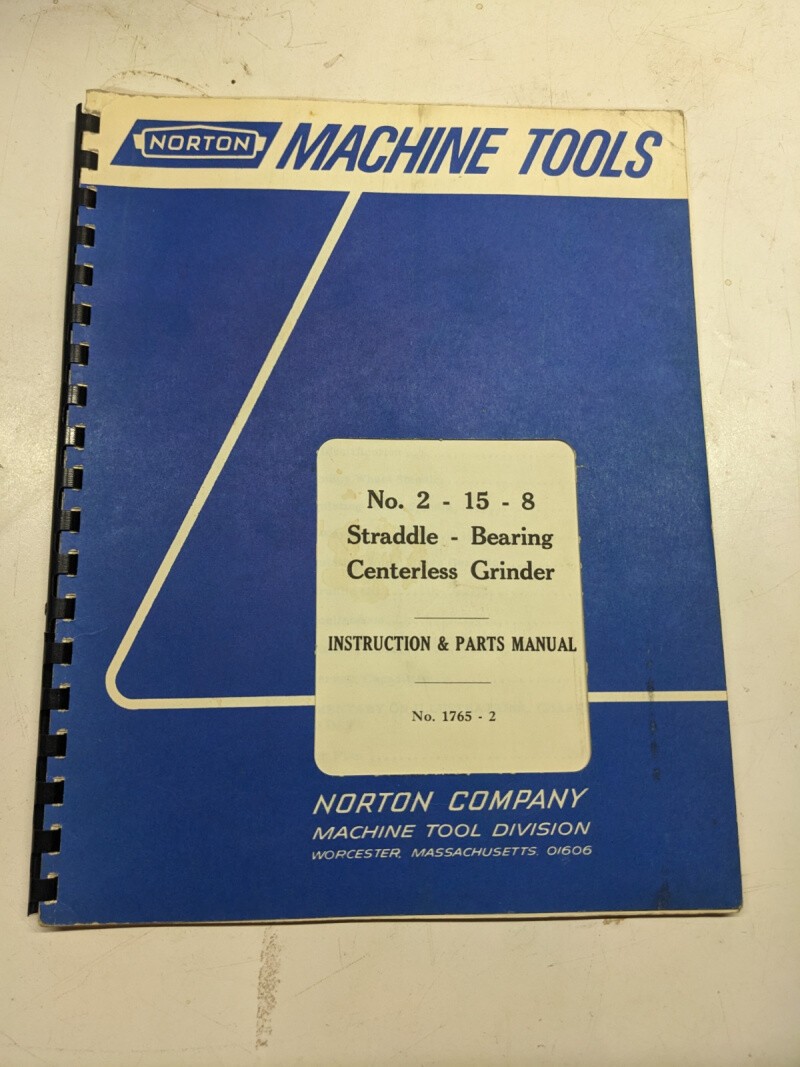 NORTON MACHINE TOOLS
No. 2 - 15 - 8
Straddle - Bearing
Centerless Grinder
INSTRUCTION & PARTS MANUAL
No. 1765 - 2
NORTON COMPANY
MACHINE TOOL DIVISION
WORCESTER, MASSACHUSETTS, 01606